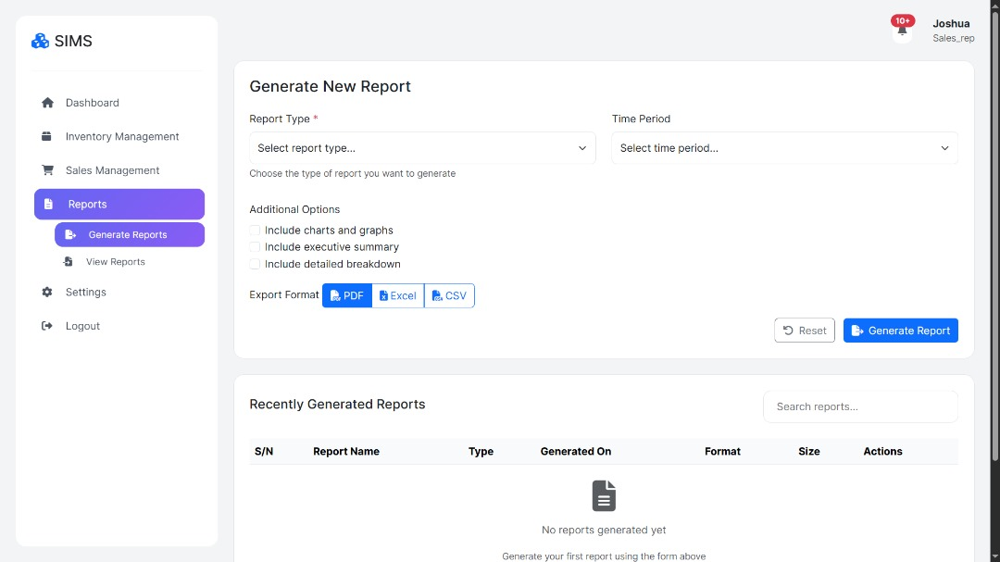 SIMS
Dashboard
Inventory Management
Sales Management
Reports
Generate Reports
View Reports
Settings
Logout
10+
Joshua
Sales_rep
Generate New Report
Report Type *
Time Period
Select report type...
Select time period...
Choose the type of report you want to generate
Additional Options
Include charts and graphs
Include executive summary
Include detailed breakdown
Export Format PDF Excel CSV
Reset Generate Report
Recently Generated Reports
Search reports...
S/N Report Name Type Generated On Format Size Actions
No reports generated yet
Generate your first report using the form above